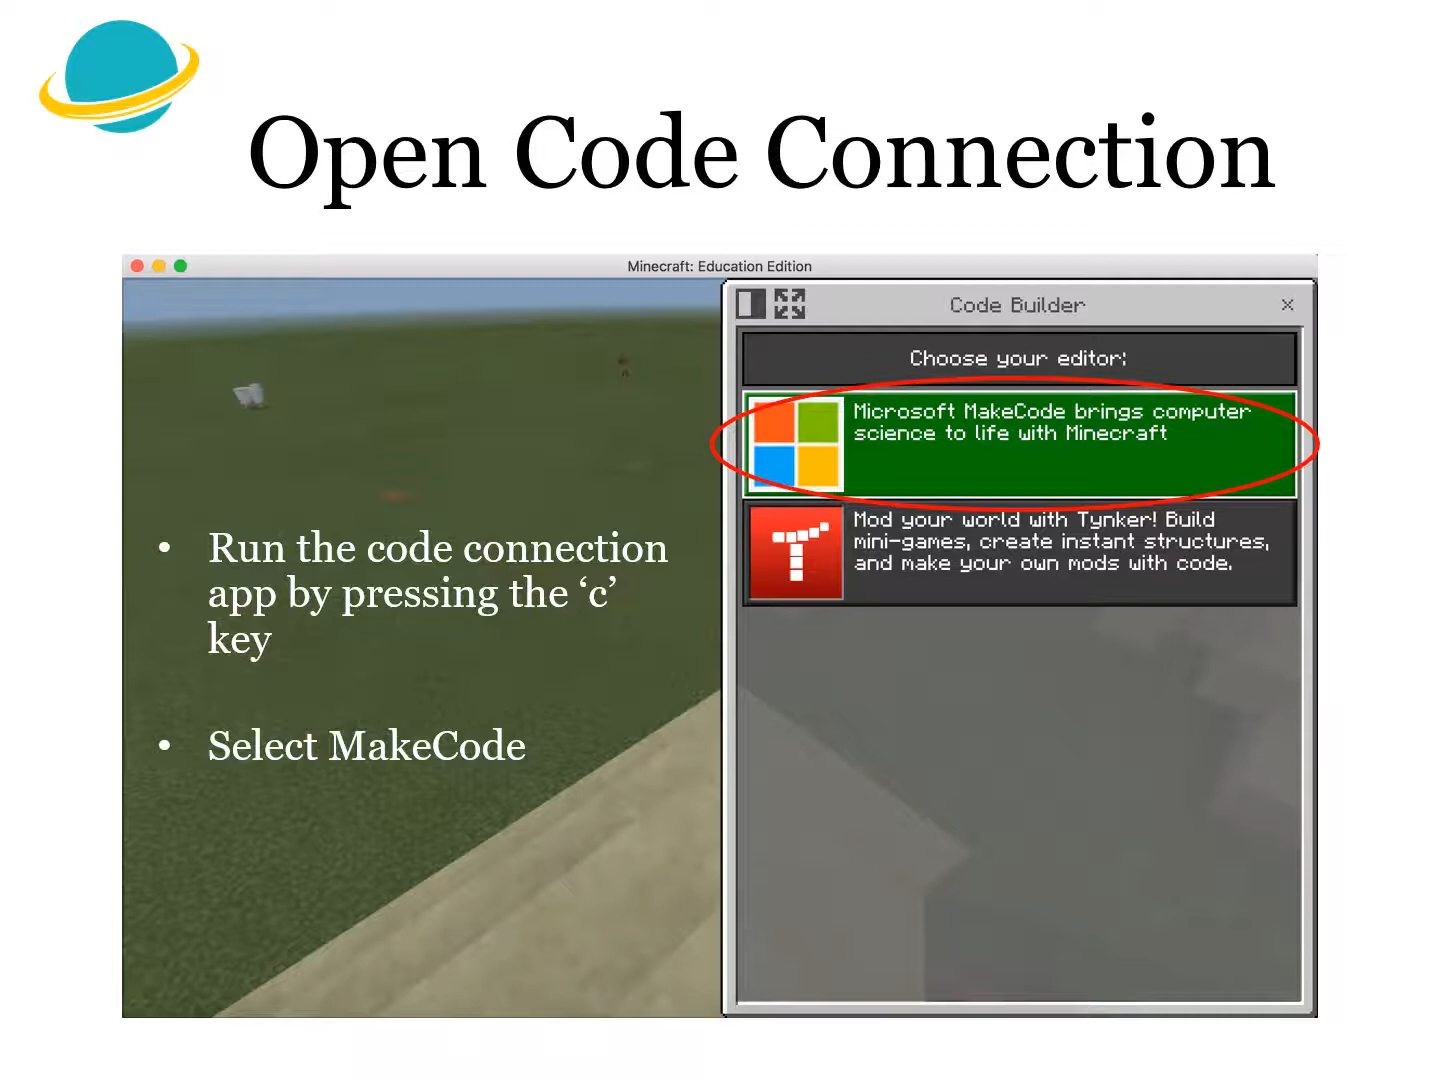 Open Code Connection
Minecraft: Education Edition
Code Builder
Choose your editor:
Microsoft MakeCode brings computer
science to life with Minecraft
Mod your world with Tynker! Build
mini-games, create instant structures,
and make your own mods with code.
• Run the code connection
app by pressing the ‘c’
key
• Select MakeCode